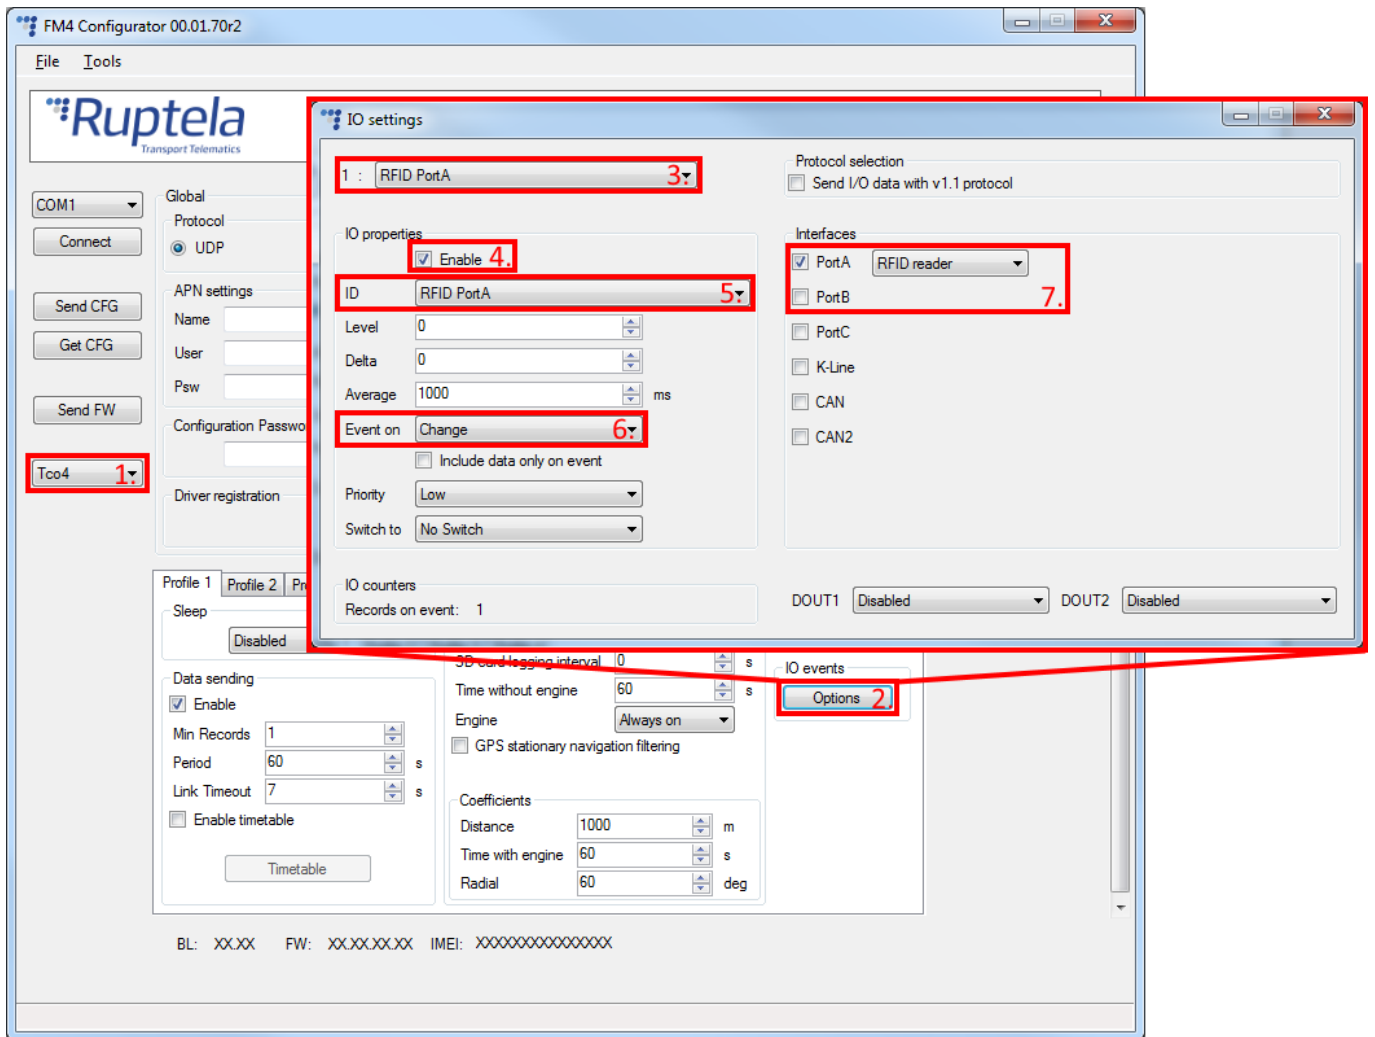 FM4 Configurator 00.01.70r2
File Tools
Ruptela
Transport Telematics
COM1
Connect
Send CFG
Get CFG
Send FW
Tco4 1.
Global
Protocol
UDP
APN settings
Name
User
Psw
Configuration Passwo
Driver registration
IO settings
1 : RFID PortA 3.
IO properties
Enable 4.
ID RFID PortA 5.
Level 0
Delta 0
Average 1000 ms
Event on Change 6.
Include data only on event
Priority Low
Switch to No Switch
IO counters
Records on event: 1
Protocol selection
Send I/O data with v1.1 protocol
Interfaces
PortA RFID reader
PortB 7.
PortC
K-Line
CAN
CAN2
DOUT1 Disabled DOUT2 Disabled
Profile 1 Profile 2 Pr
Sleep
Disabled
Data sending
Enable
Min Records 1
Period 60 s
Link Timeout 7 s
Enable timetable
Timetable
SD card logging interval 0 s
Time without engine 60 s
Engine Always on
GPS stationary navigation filtering
Coefficients
Distance 1000 m
Time with engine 60 s
Radial 60 deg
IO events
Options 2.
BL: XX.XX FW: XX.XX.XX.XX IMEI: XXXXXXXXXXXXXXX